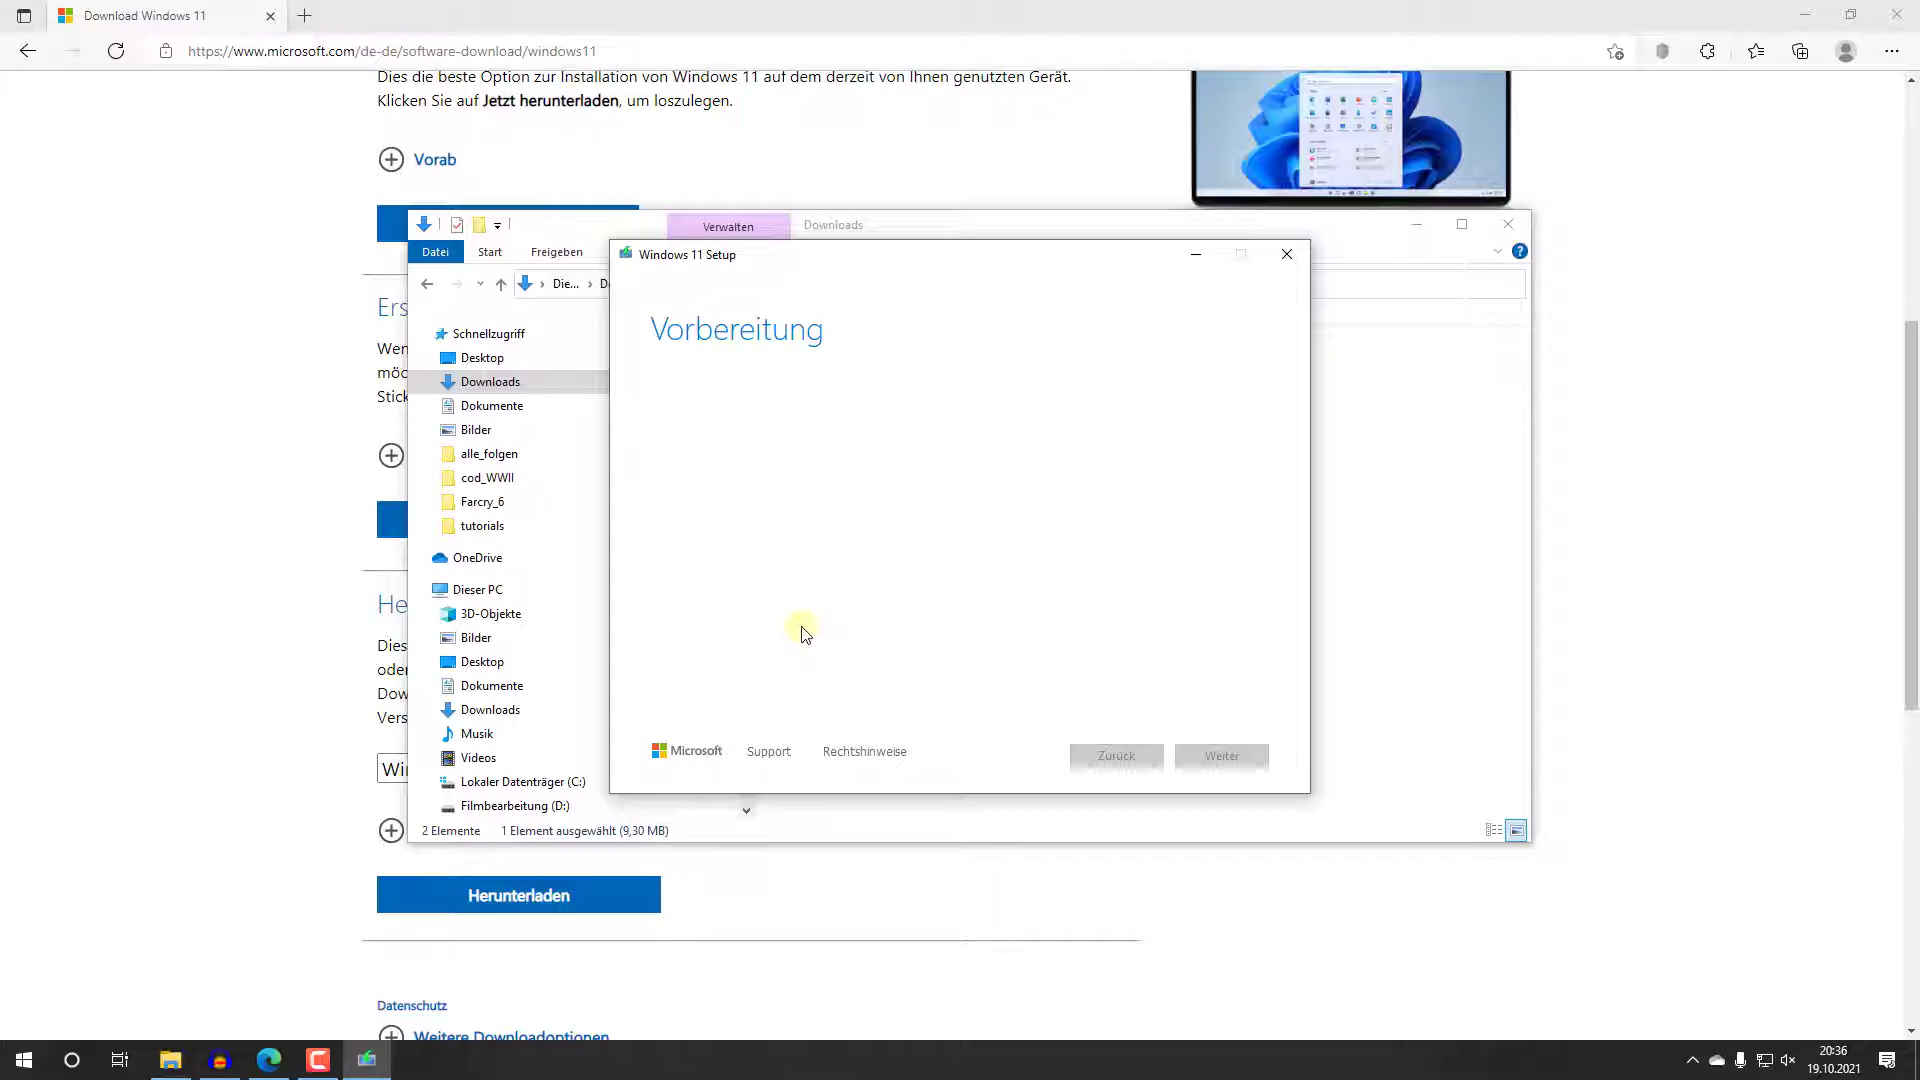 Download Windows 11
https://www.microsoft.com/de-de/software-download/windows11
Dies die beste Option zur Installation von Windows 11 auf dem derzeit von Ihnen genutzten Gerät.
Klicken Sie auf Jetzt herunterladen, um loszulegen.
Vorab
Verwalten
Downloads
Datei
Start
Freigeben
Windows 11 Setup
Die...
Ers
Vorbereitung
Schnellzugriff
Wen
Desktop
möc
Downloads
Stick
Dokumente
Bilder
alle_folgen
cod_WWII
Farcry_6
tutorials
OneDrive
Dieser PC
He
3D-Objekte
Bilder
Dies
Desktop
oder
Dokumente
Dow
Downloads
Vers
Musik
Microsoft
Support
Rechtshinweise
Zurück
Weiter
Videos
Wir
Lokaler Datenträger (C:)
Filmbearbeitung (D:)
2 Elemente
1 Element ausgewählt (9,30 MB)
Herunterladen
Datenschutz
Weitere Downloadoptionen
20:36
19.10.2021